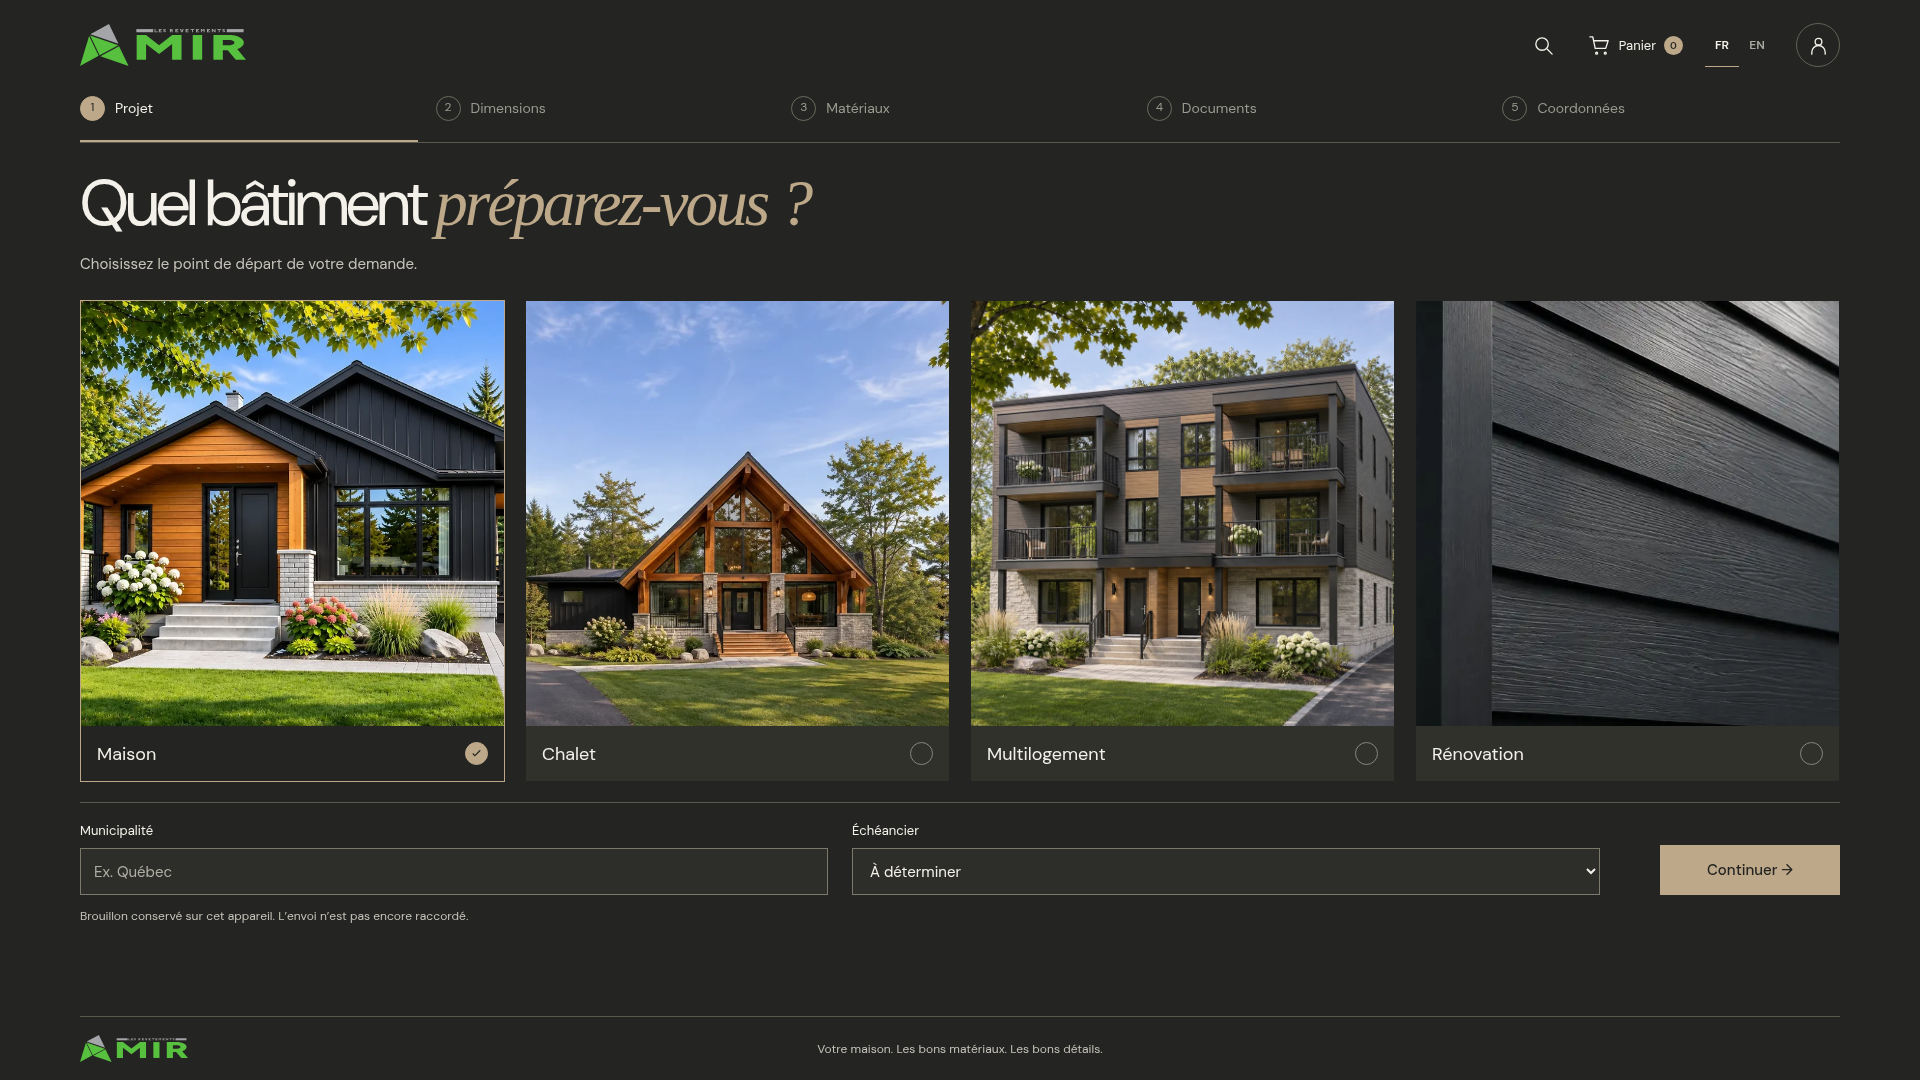 LES REVÊTEMENTS
MIR
Panier 0
FR EN
1 Projet
2 Dimensions
3 Matériaux
4 Documents
5 Coordonnées
Quel bâtiment préparez-vous ?
Choisissez le point de départ de votre demande.
Maison
Chalet
Multilogement
Rénovation
Municipalité
Échéancier
Ex. Québec
À déterminer
Continuer →
Brouillon conservé sur cet appareil. L’envoi n’est pas encore raccordé.
LES REVÊTEMENTS
MIR
Votre maison. Les bons matériaux. Les bons détails.